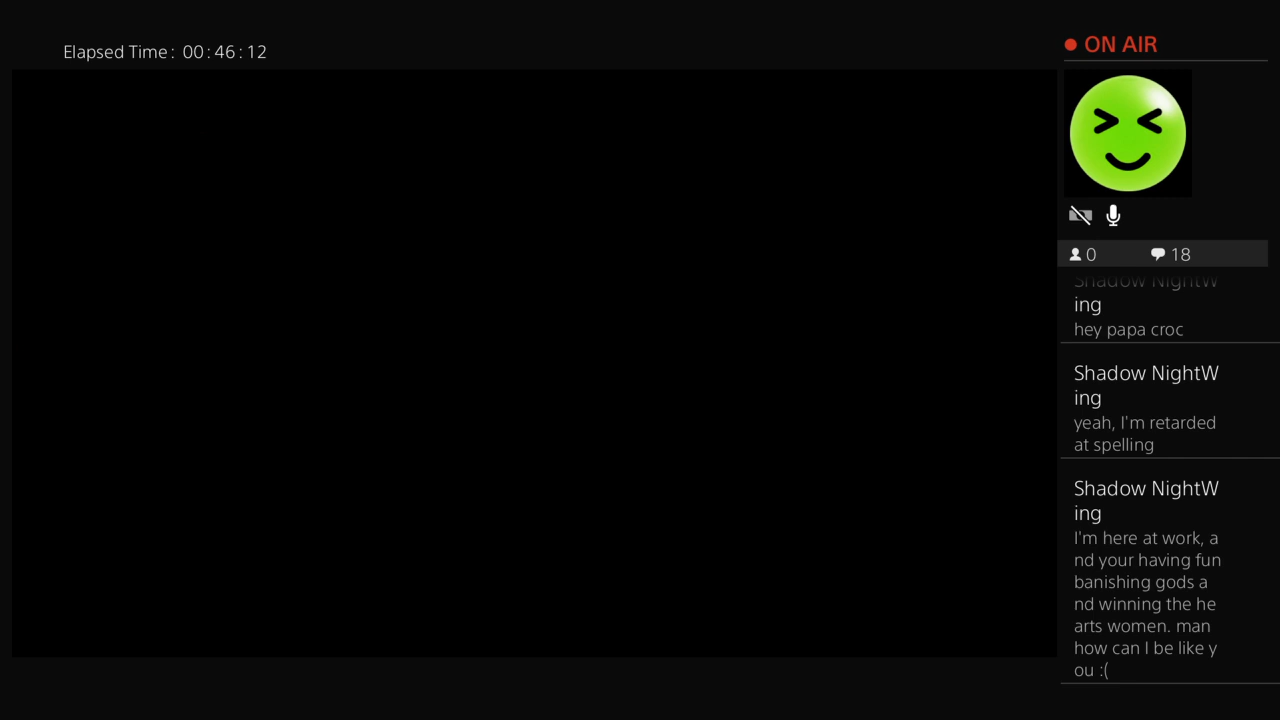 Elapsed Time: 00:46:12
ON AIR
0 18
Shadow NightW
ing
hey papa croc
Shadow NightW
ing
yeah, I'm retarded
at spelling
Shadow NightW
ing
I'm here at work, a
nd your having fun
banishing gods a
nd winning the he
arts women. man
how can I be like y
ou :(